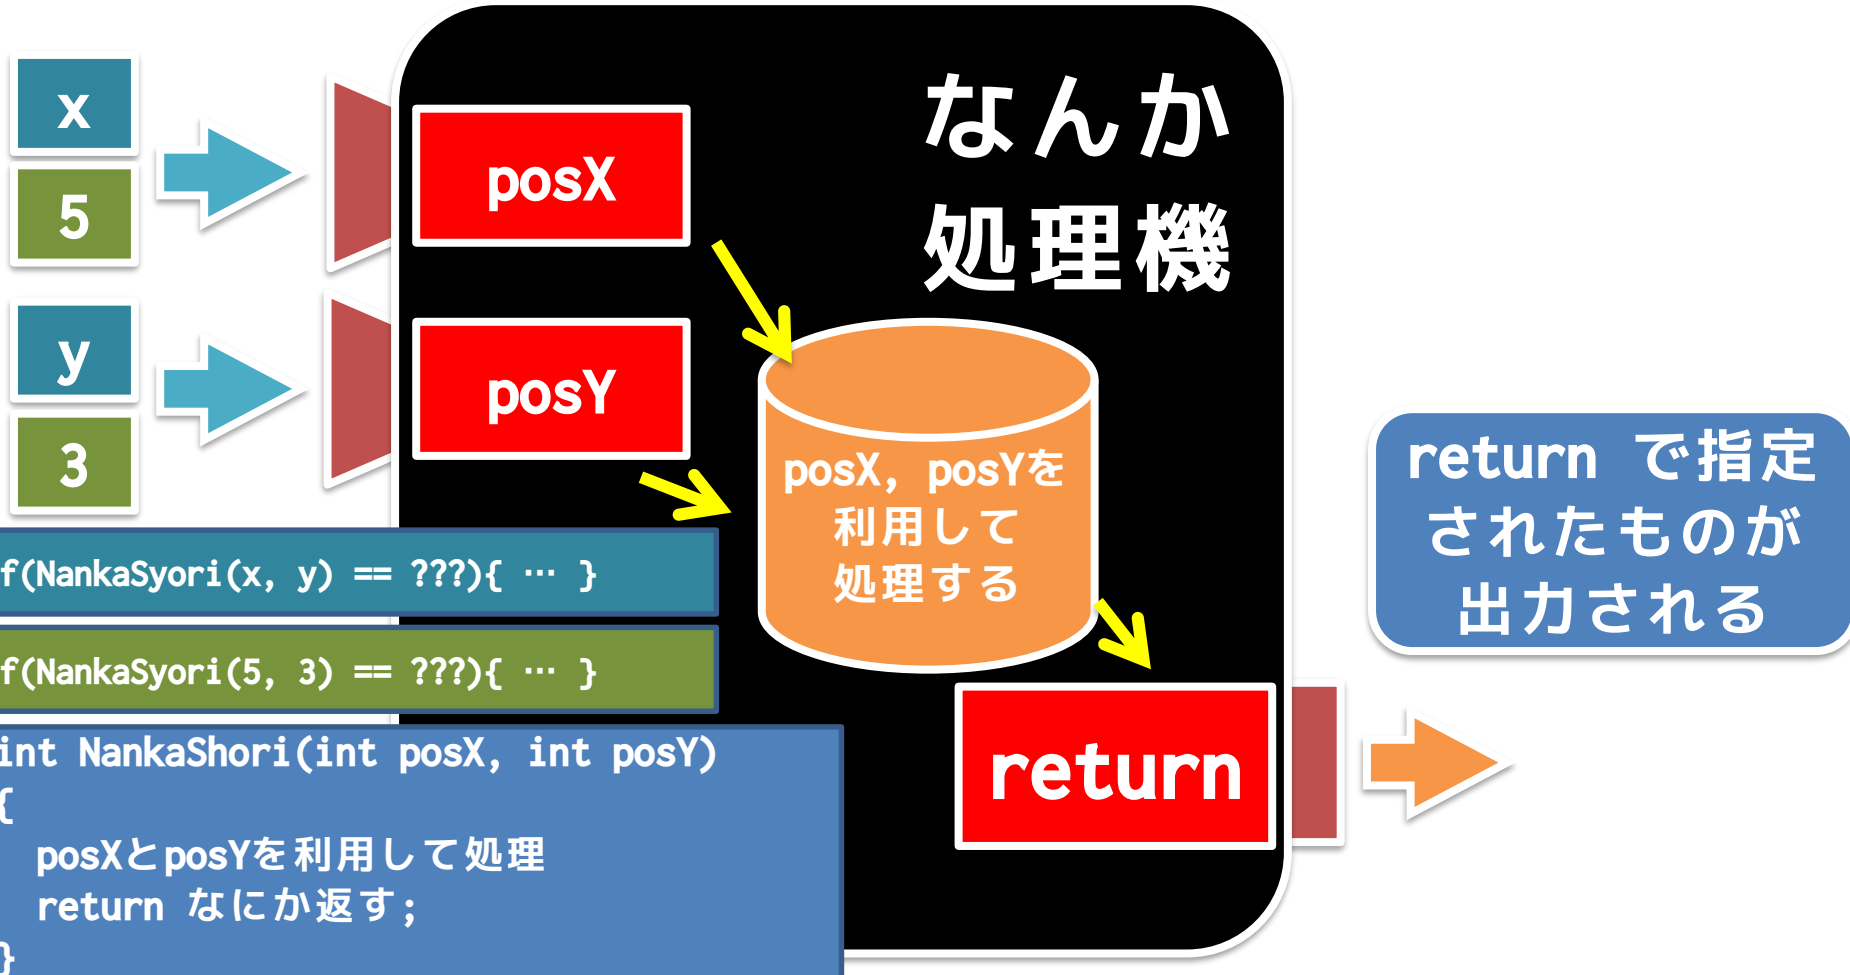 x
5
y
3
posX
posY
なんか
処理機
posX, posYを
利用して
処理する
return
return で指定
されたものが
出力される
f(NankaSyori(x, y) == ???){ … }
f(NankaSyori(5, 3) == ???){ … }
int NankaShori(int posX, int posY)
{
posXとposYを利用して処理
return なにか返す;
}